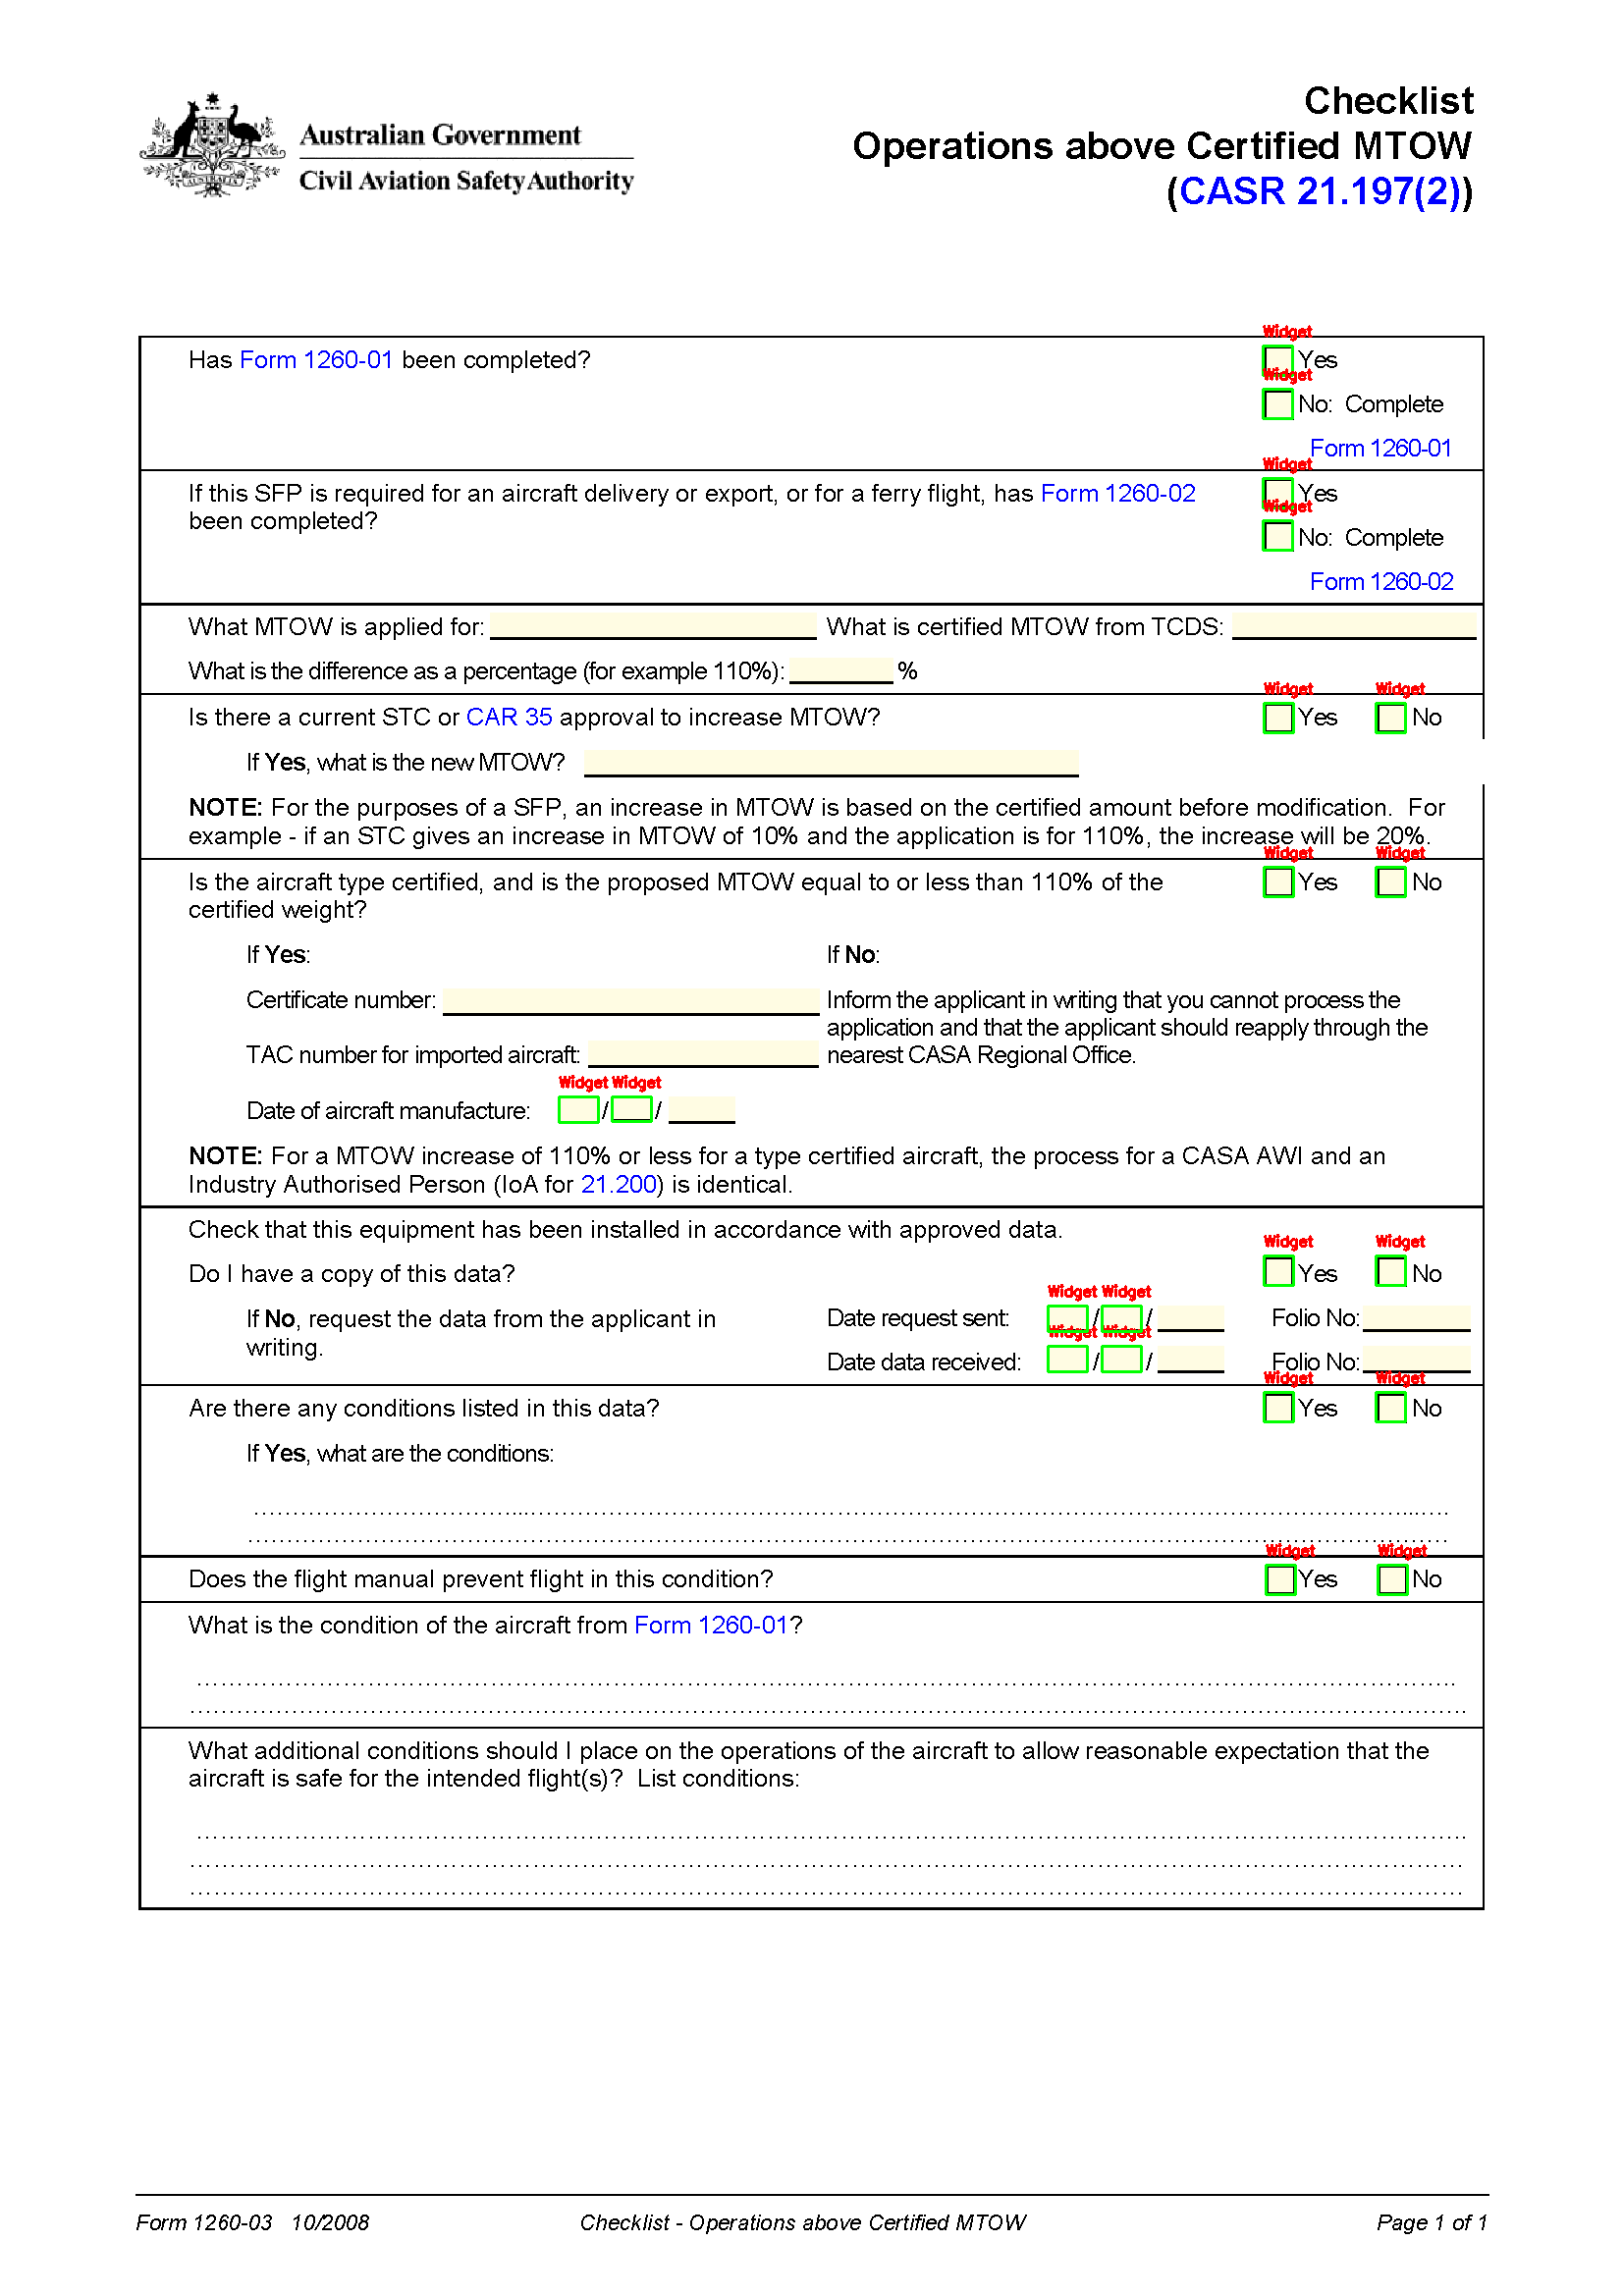 Australian Government
Civil Aviation Safety Authority
Checklist
Operations above Certified MTOW
(CASR 21.197(2))
Widget
Has Form 1260-01 been completed?
Yes
Widget
No: Complete
Form 1260-01
Widget
If this SFP is required for an aircraft delivery or export, or for a ferry flight, has Form 1260-02
Yes
Widget
been completed?
No: Complete
Form 1260-02
What MTOW is applied for: What is certified MTOW from TCDS:
What is the difference as a percentage (for example 110%): %
Widget Widget
Is there a current STC or CAR 35 approval to increase MTOW? Yes No
If Yes, what is the new MTOW?
NOTE: For the purposes of a SFP, an increase in MTOW is based on the certified amount before modification. For
example - if an STC gives an increase in MTOW of 10% and the application is for 110%, the increase will be 20%.
Widget Widget
Is the aircraft type certified, and is the proposed MTOW equal to or less than 110% of the Yes No
certified weight?
If Yes: If No:
Certificate number: Inform the applicant in writing that you cannot process the
application and that the applicant should reapply through the
TAC number for imported aircraft: nearest CASA Regional Office.
Widget Widget
Date of aircraft manufacture: / /
NOTE: For a MTOW increase of 110% or less for a type certified aircraft, the process for a CASA AWI and an
Industry Authorised Person (IoA for 21.200) is identical.
Check that this equipment has been installed in accordance with approved data.
Widget Widget
Do I have a copy of this data? Yes No
Widget Widget
If No, request the data from the applicant in Date request sent: / / Folio No:
Widget Widget
writing. Date data received: / / Folio No:
Widget Widget
Are there any conditions listed in this data? Yes No
If Yes, what are the conditions:
Widget Widget
Does the flight manual prevent flight in this condition? Yes No
What is the condition of the aircraft from Form 1260-01?
What additional conditions should I place on the operations of the aircraft to allow reasonable expectation that the
aircraft is safe for the intended flight(s)? List conditions:
Form 1260-03 10/2008 Checklist - Operations above Certified MTOW Page 1 of 1